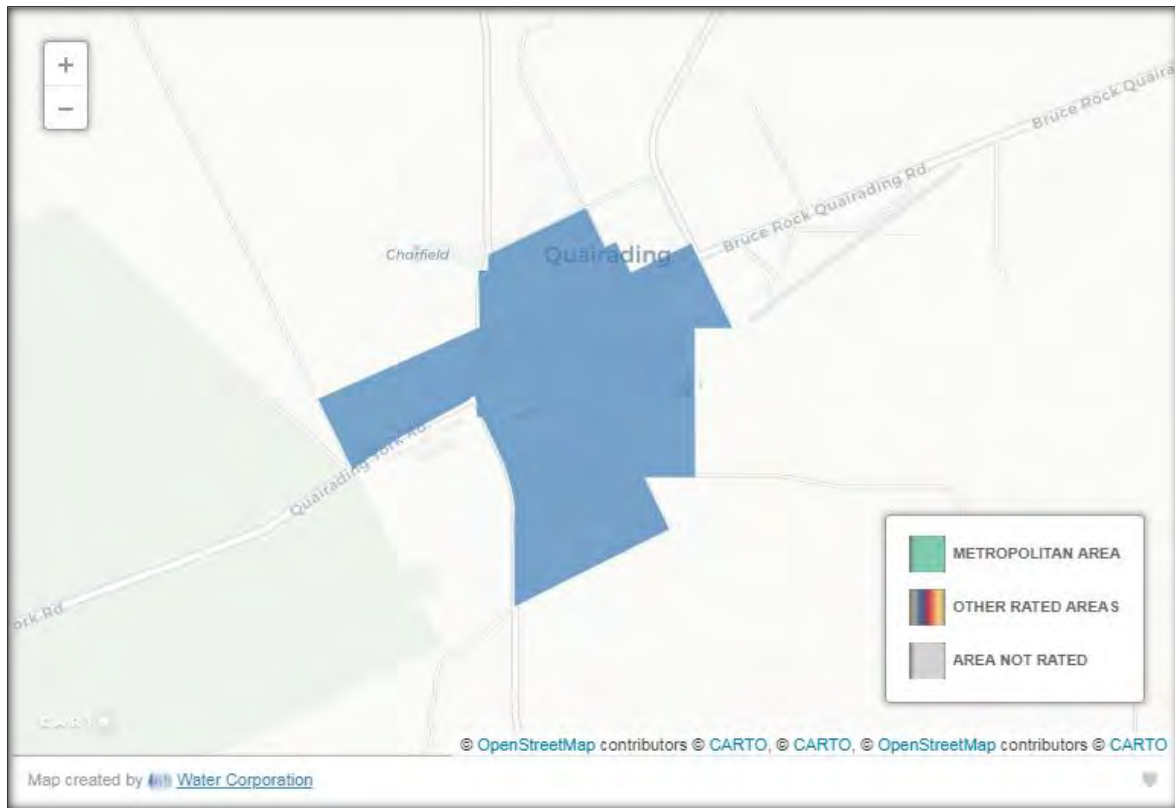 +
−
Bruce Rock Quaira
Bruce Rock Quairading Rd
Chatfield
Quairading
Quairading York Rd
ork Rd
METROPOLITAN AREA
OTHER RATED AREAS
AREA NOT RATED
CARTO
© OpenStreetMap contributors © CARTO, © CARTO, © OpenStreetMap contributors © CARTO
Map created by Water Corporation